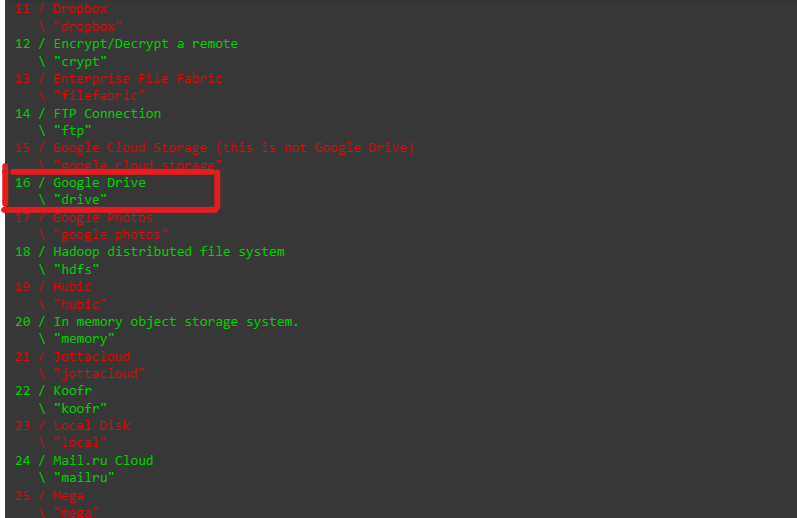 11 / Dropbox
\ "dropbox"
12 / Encrypt/Decrypt a remote
\ "crypt"
13 / Enterprise File Fabric
\ "filefabric"
14 / FTP Connection
\ "ftp"
15 / Google Cloud Storage (this is not Google Drive)
\ "google cloud storage"
16 / Google Drive
\ "drive"
17 / Google Photos
\ "google photos"
18 / Hadoop distributed file system
\ "hdfs"
19 / Hubic
\ "hubic"
20 / In memory object storage system.
\ "memory"
21 / Jottacloud
\ "jottacloud"
22 / Koofr
\ "koofr"
23 / Local Disk
\ "local"
24 / Mail.ru Cloud
\ "mailru"
25 / Mega
\ "mega"